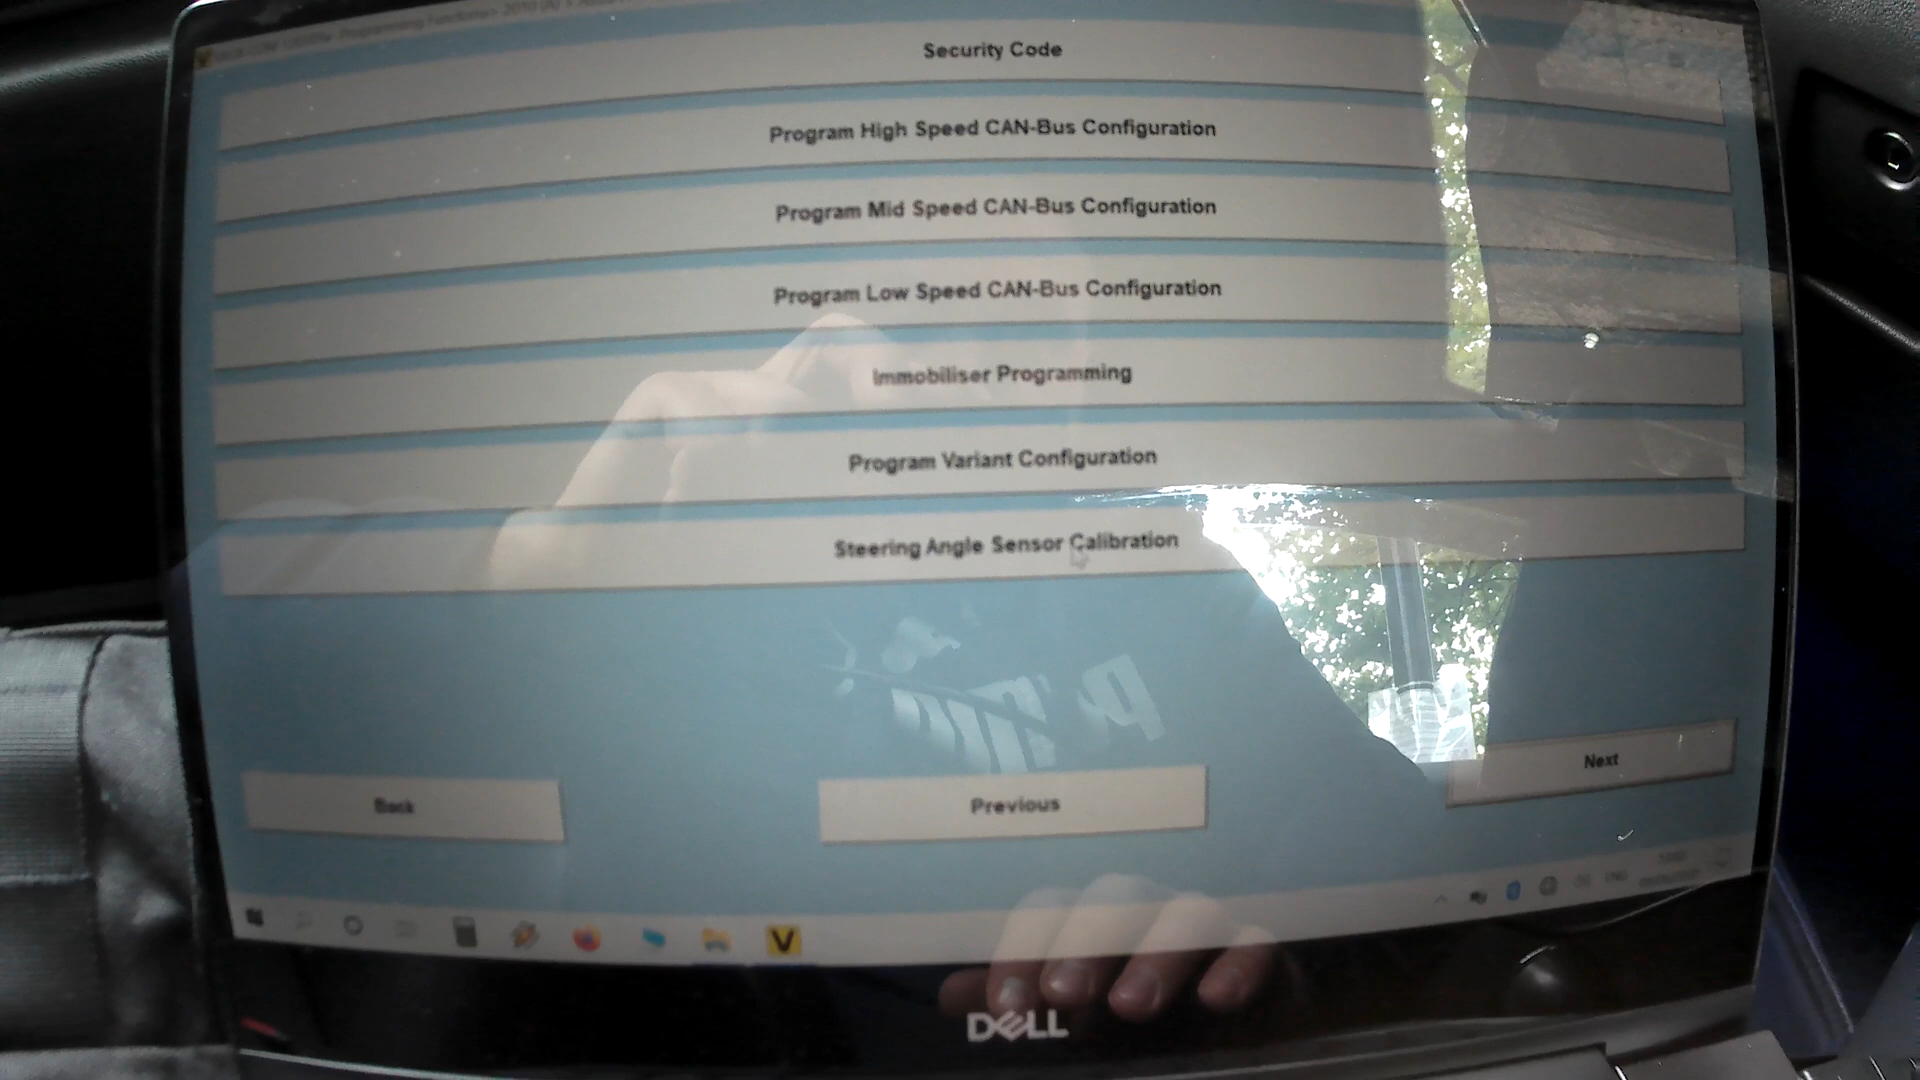 Security Code
Program High Speed CAN-Bus Configuration
Program Mid Speed CAN-Bus Configuration
Program Low Speed CAN-Bus Configuration
Immobiliser Programming
Program Variant Configuration
Steering Angle Sensor Calibration
Back
Previous
Next
V
ENG
DELL